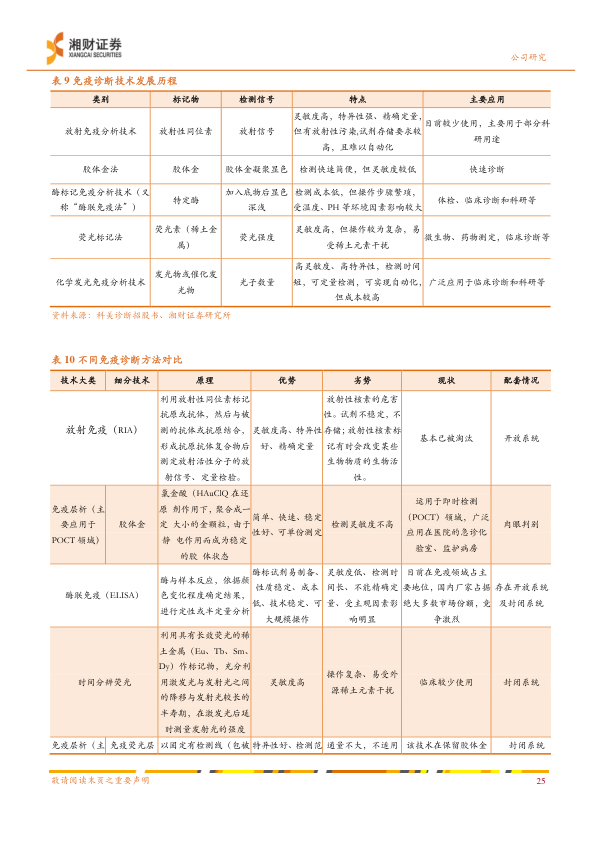 湘财证券
XIANGCAI SECURITIES
公司研究
表 9 免疫诊断技术发展历程
类别 标记物 检测信号 特点 主要应用
放射免疫分析技术 放射性同位素 放射信号
灵敏度高，特异性强、精确定量，
但有放射性污染,试剂存储要求较
高，且难以自动化
目前较少使用，主要用于部分科
研用途
胶体金法 胶体金 胶体金凝聚显色 检测快速简便，但灵敏度较低 快速诊断
酶标记免疫分析技术（又
称“酶联免疫法”）
特定酶
加入底物后显色
深浅
检测成本低，但操作步骤繁琐，
受温度、PH 等环境因素影响较大
体检、临床诊断和科研等
荧光标记法
荧光素（稀土金
属）
荧光强度
灵敏度高，但操作较为复杂，易
受稀土元素干扰
微生物、药物测定，临床诊断等
化学发光免疫分析技术
发光物或催化发
光物
光子数量
高灵敏度、高特异性，检测时间
短，可定量检测，可实现自动化，
但成本较高
广泛应用于临床诊断和科研等
资料来源：科美诊断招股书、湘财证券研究所
表 10 不同免疫诊断方法对比
技术大类 细分技术 原理 优势 劣势 现状 配套情况
放射免疫（RIA）
利用放射性同位素标记
抗原或抗体，然后与被
测的抗体或抗原结合，
形成抗原抗体复合物后
测定放射活性分子的放
射信号、定量检验。
灵敏度高、特异性
好、精确定量
放射性核素的危害
性。试剂不稳定，不
存储；放射性核素标
记有时会改变某些
生物物质的生物活
性。
基本已被淘汰
开放系统
免疫层析（主
要应用于
POCT 领域）
胶体金
氯金酸（HAuClQ 在还
原 剂作用下，聚合成一
定 大小的金颗粒，由于
静 电作用而成为稳定
的胶 体状态
简单、快速、稳定
性好、可单份测定
检测灵敏度不高
运用于即时检测
（POCT）领域，广泛
应用在医院的急诊化
验室、监护病房
肉眼判别
酶联免疫（ELISA）
酶与样本反应，依据颜
色变化程度确定结果，
进行定性或半定量分析
酶标试剂易制备、
性质稳定、成本
低、技术稳定、可
大规模操作
灵敏度低、检测时
间长、不能精确定
量、受主观因素影
响明显
目前在免疫领域占主
要地位，国内厂家占据
绝大多数市场份额，竞
争激烈
存在开放系统
及封闭系统
时间分辨荧光
利用具有长效荧光的稀
土金属（Eu、Tb、Sm、
Dy）作标记物，充分利
用激发光与发射光之间
的降移与发射光较长的
半寿期，在激发光后延
时测量发射光的强度
灵敏度高
操作复杂、易受外
源稀土元素干扰
临床较少使用
封闭系统
免疫层析（主 免疫荧光层 以固定有检测线（包被 特异性好、检测范 通量不大，不适用 该技术在保留胶体金 封闭系统
敬请阅读末页之重要声明
25